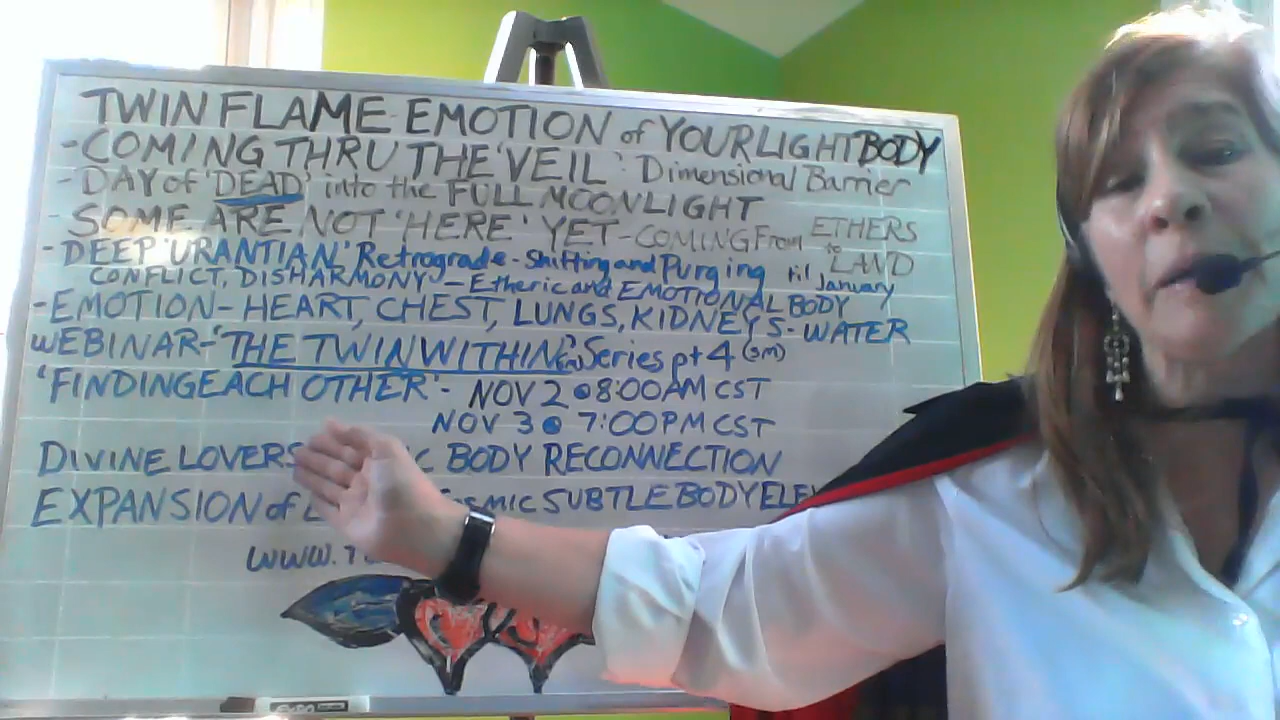 TWIN FLAME EMOTION of YOUR LIGHT BODY
- COMING THRU THE 'VEIL': Dimensional Barrier
- DAY of 'DEAD' into the FULL MOONLIGHT
- SOME ARE NOT 'HERE' YET - COMING From ETHERS to LAND
- DEEP 'URANTIAN' Retrograde - Shifting and Purging til January
CONFLICT, DISHARMONY - Etheric and EMOTIONAL BODY
- EMOTION - HEART, CHEST, LUNGS, KIDNEYS - WATER
WEBINAR - 'THE TWIN WITHIN' Series pt 4 (sm)
'FINDING EACH OTHER' - NOV 2 @ 8:00AM CST
NOV 3 @ 7:00PM CST
DIVINE LOVERS C BODY RECONNECTION
EXPANSION of SUBTLE BODY
WWW.